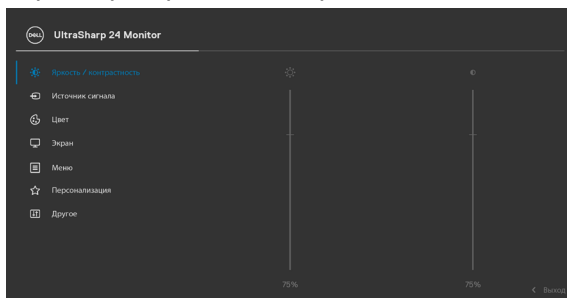 DELL UltraSharp 24 Monitor
Яркость / контрастность
Источник сигнала
Цвет
Экран
Меню
Персонализация
Другое
75% 75%
Выход